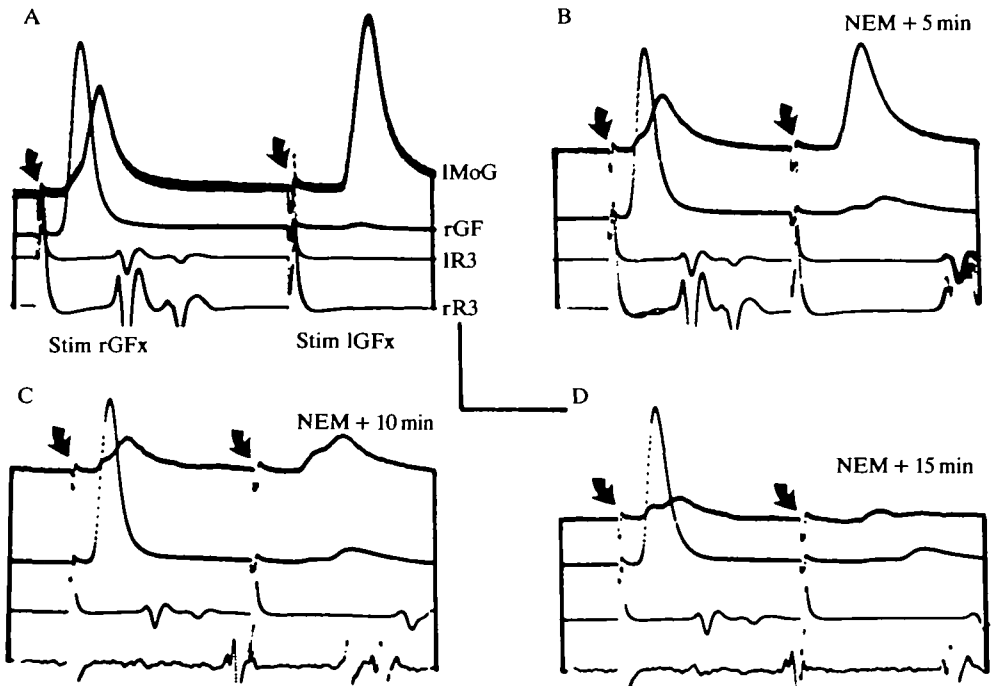 A
lMoG
rGF
lR3
rR3
Stim rGFx
Stim lGFx
B
NEM + 5 min
C
NEM + 10 min
D
NEM + 15 min